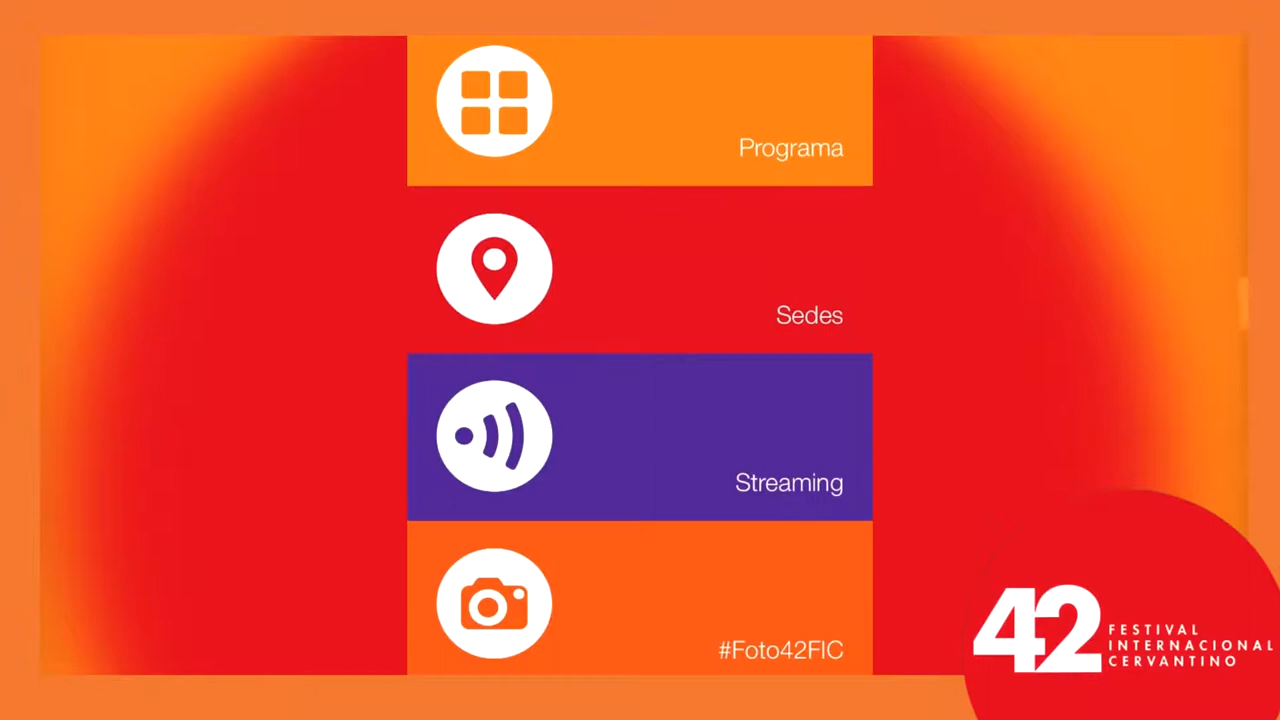 Programa
Sedes
Streaming
#Foto42FIC
42
FESTIVAL
INTERNACIONAL
CERVANTINO